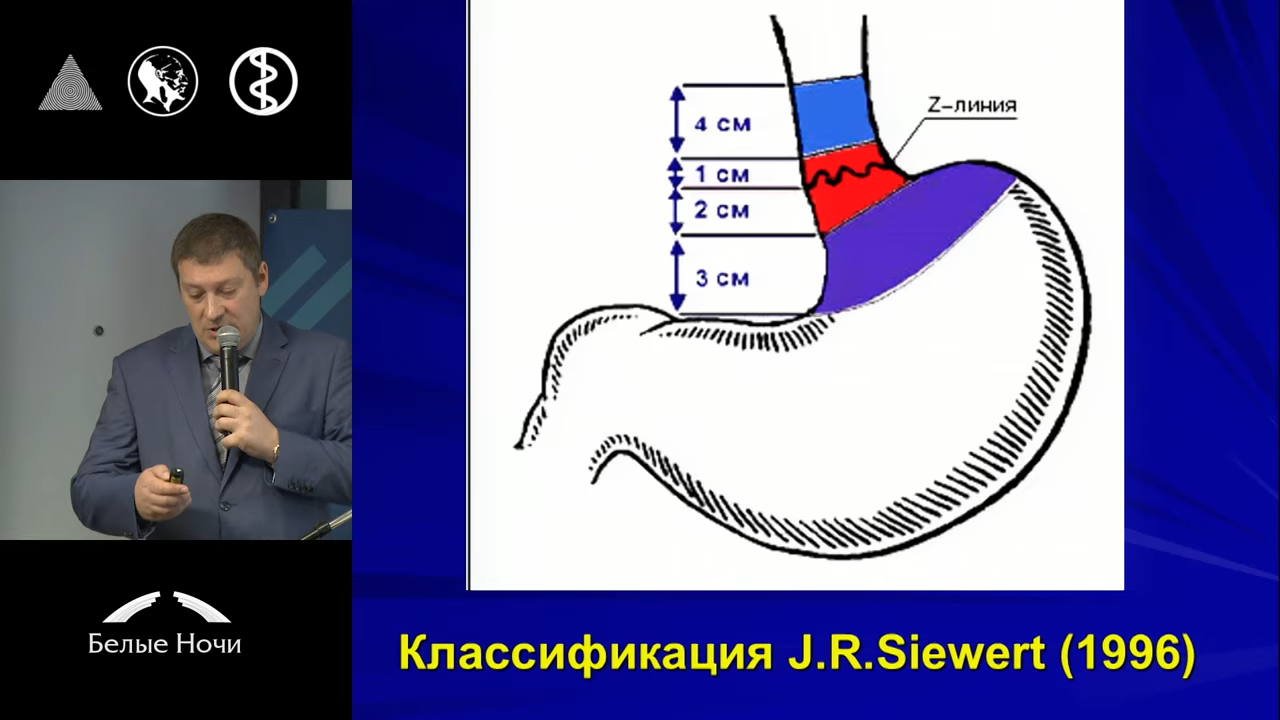 Z-линия
4 см
1 см
2 см
3 см
Белые Ночи
Классификация J.R.Siewert (1996)